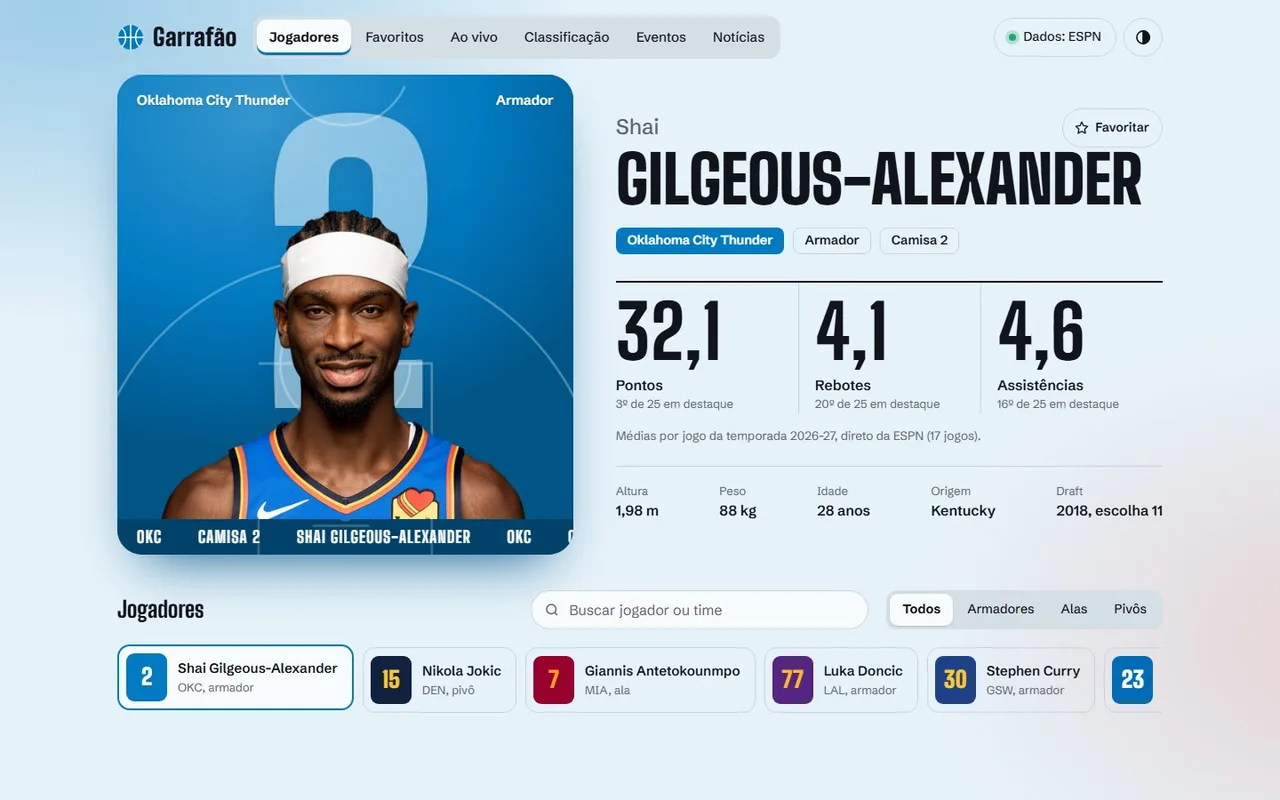 Garrafão
Jogadores
Favoritos
Ao vivo
Classificação
Eventos
Notícias
Dados: ESPN
Oklahoma City Thunder
Armador
2
OKC CAMISA 2 SHAI GILGEOUS-ALEXANDER OKC
Shai
Favoritar
GILGEOUS-ALEXANDER
Oklahoma City Thunder
Armador
Camisa 2
32,1
Pontos
3º de 25 em destaque
4,1
Rebotes
20º de 25 em destaque
4,6
Assistências
16º de 25 em destaque
Médias por jogo da temporada 2026-27, direto da ESPN (17 jogos).
Altura
1,98 m
Peso
88 kg
Idade
28 anos
Origem
Kentucky
Draft
2018, escolha 11
Jogadores
Buscar jogador ou time
Todos
Armadores
Alas
Pivôs
2
Shai Gilgeous-Alexander
OKC, armador
15
Nikola Jokic
DEN, pivô
7
Giannis Antetokounmpo
MIA, ala
77
Luka Doncic
LAL, armador
30
Stephen Curry
GSW, armador
23